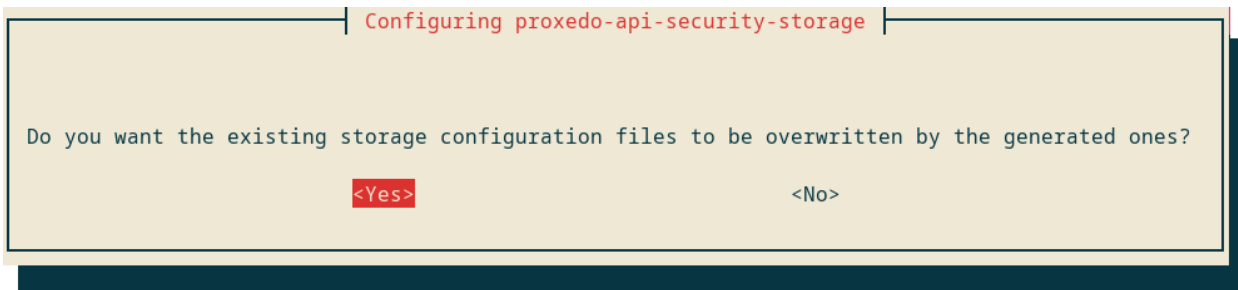 Configuring proxedo-api-security-storage
Do you want the existing storage configuration files to be overwritten by the generated ones?
<Yes> <No>